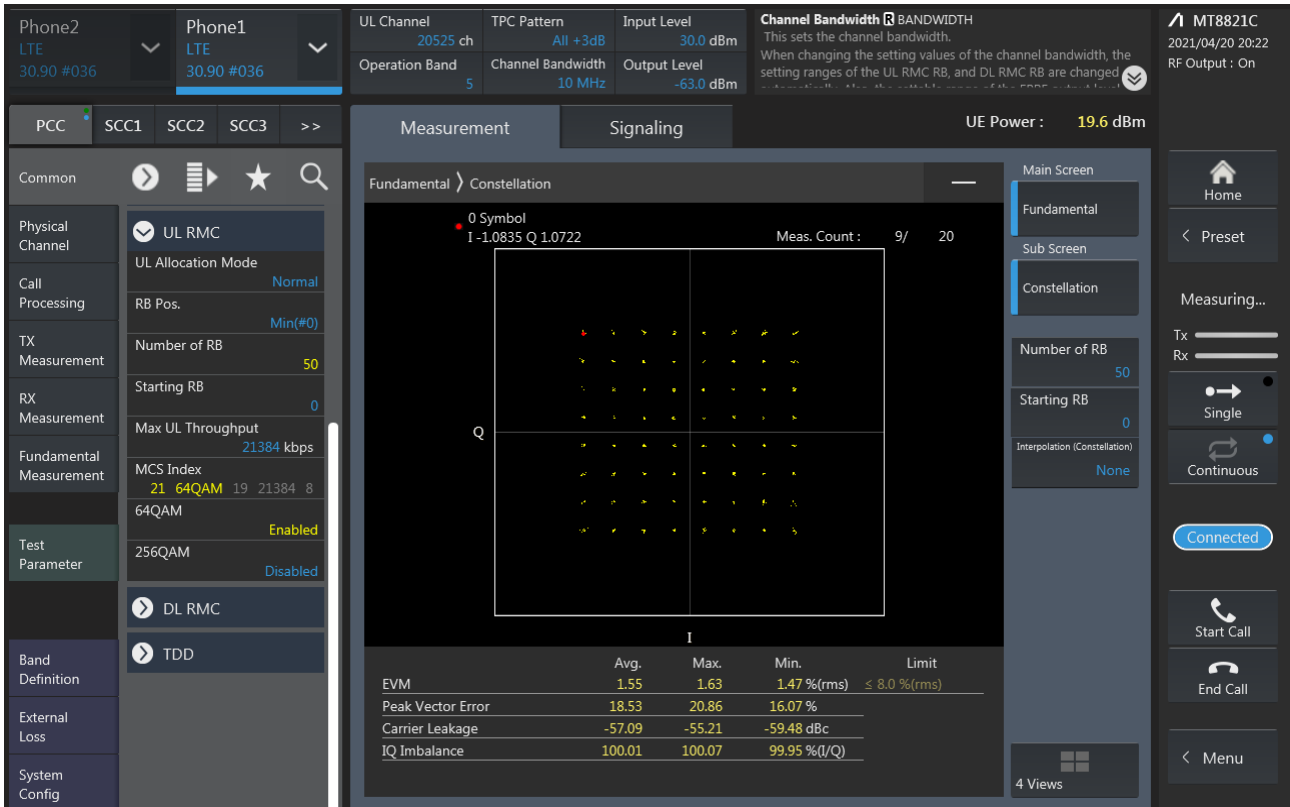 Phone2
LTE
30.90 #036
Phone1
LTE
30.90 #036
UL Channel
20525 ch
Operation Band
5
TPC Pattern
All +3dB
Channel Bandwidth
10 MHz
Input Level
30.0 dBm
Output Level
-63.0 dBm
Channel Bandwidth R BANDWIDTH
This sets the channel bandwidth.
When changing the setting values of the channel bandwidth, the
setting ranges of the UL RMC RB, and DL RMC RB are changed
MT8821C
2021/04/20 20:22
RF Output : On
PCC SCC1 SCC2 SCC3 >>
Measurement
Signaling
UE Power : 19.6 dBm
Common
Physical
Channel
Call
Processing
TX
Measurement
RX
Measurement
Fundamental
Measurement
Test
Parameter
Band
Definition
External
Loss
System
Config
UL RMC
UL Allocation Mode
Normal
RB Pos.
Min(#0)
Number of RB
50
Starting RB
0
Max UL Throughput
21384 kbps
MCS Index
21 64QAM 19 21384 8
64QAM
Enabled
256QAM
Disabled
DL RMC
TDD
Fundamental > Constellation
0 Symbol
I -1.0835 Q 1.0722
Meas. Count : 9/ 20
Q
I
Avg. Max. Min. Limit
EVM 1.55 1.63 1.47 %(rms) ≤ 8.0 %(rms)
Peak Vector Error 18.53 20.86 16.07 %
Carrier Leakage -57.09 -55.21 -59.48 dBc
IQ Imbalance 100.01 100.07 99.95 %(I/Q)
Main Screen
Fundamental
Sub Screen
Constellation
Number of RB
50
Starting RB
0
Interpolation (Constellation)
None
4 Views
Home
< Preset
Measuring...
Tx
Rx
Single
Continuous
Connected
Start Call
End Call
< Menu